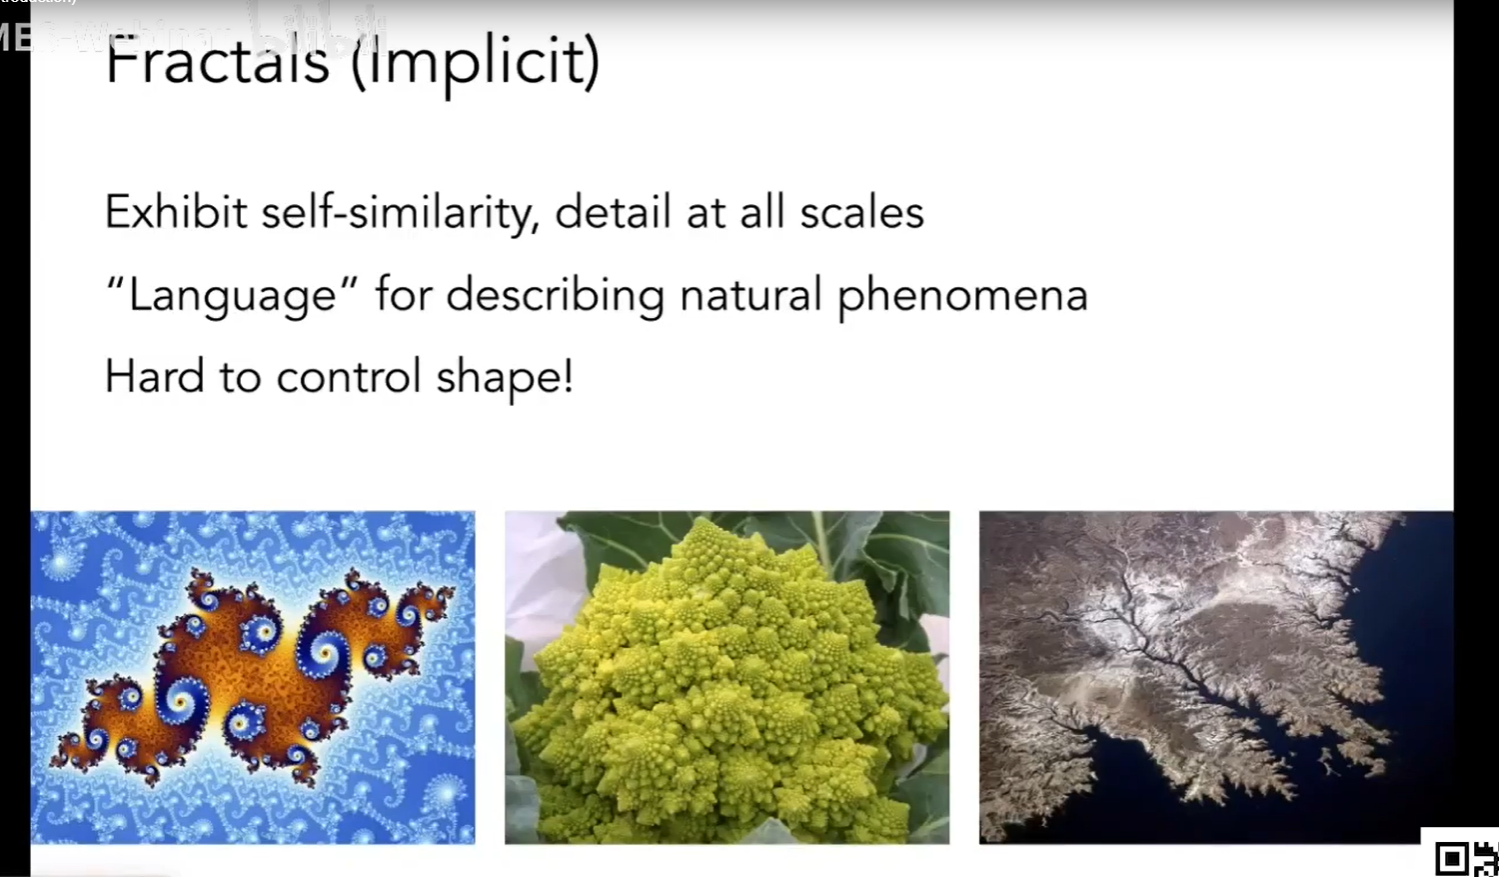 Fractals (Implicit)
Exhibit self-similarity, detail at all scales
“Language” for describing natural phenomena
Hard to control shape!